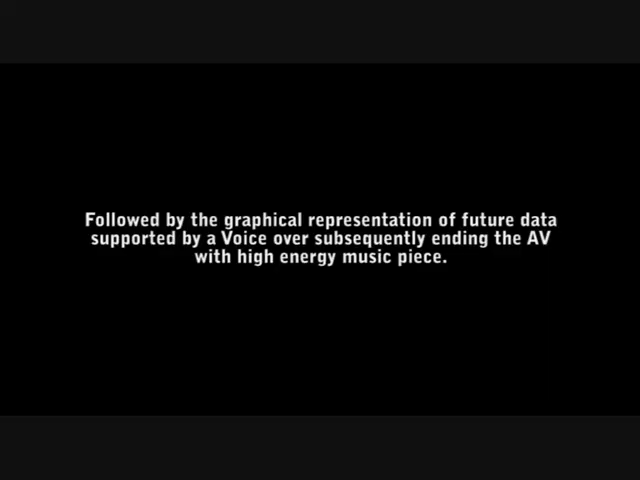 Followed by the graphical representation of future data
supported by a Voice over subsequently ending the AV
with high energy music piece.